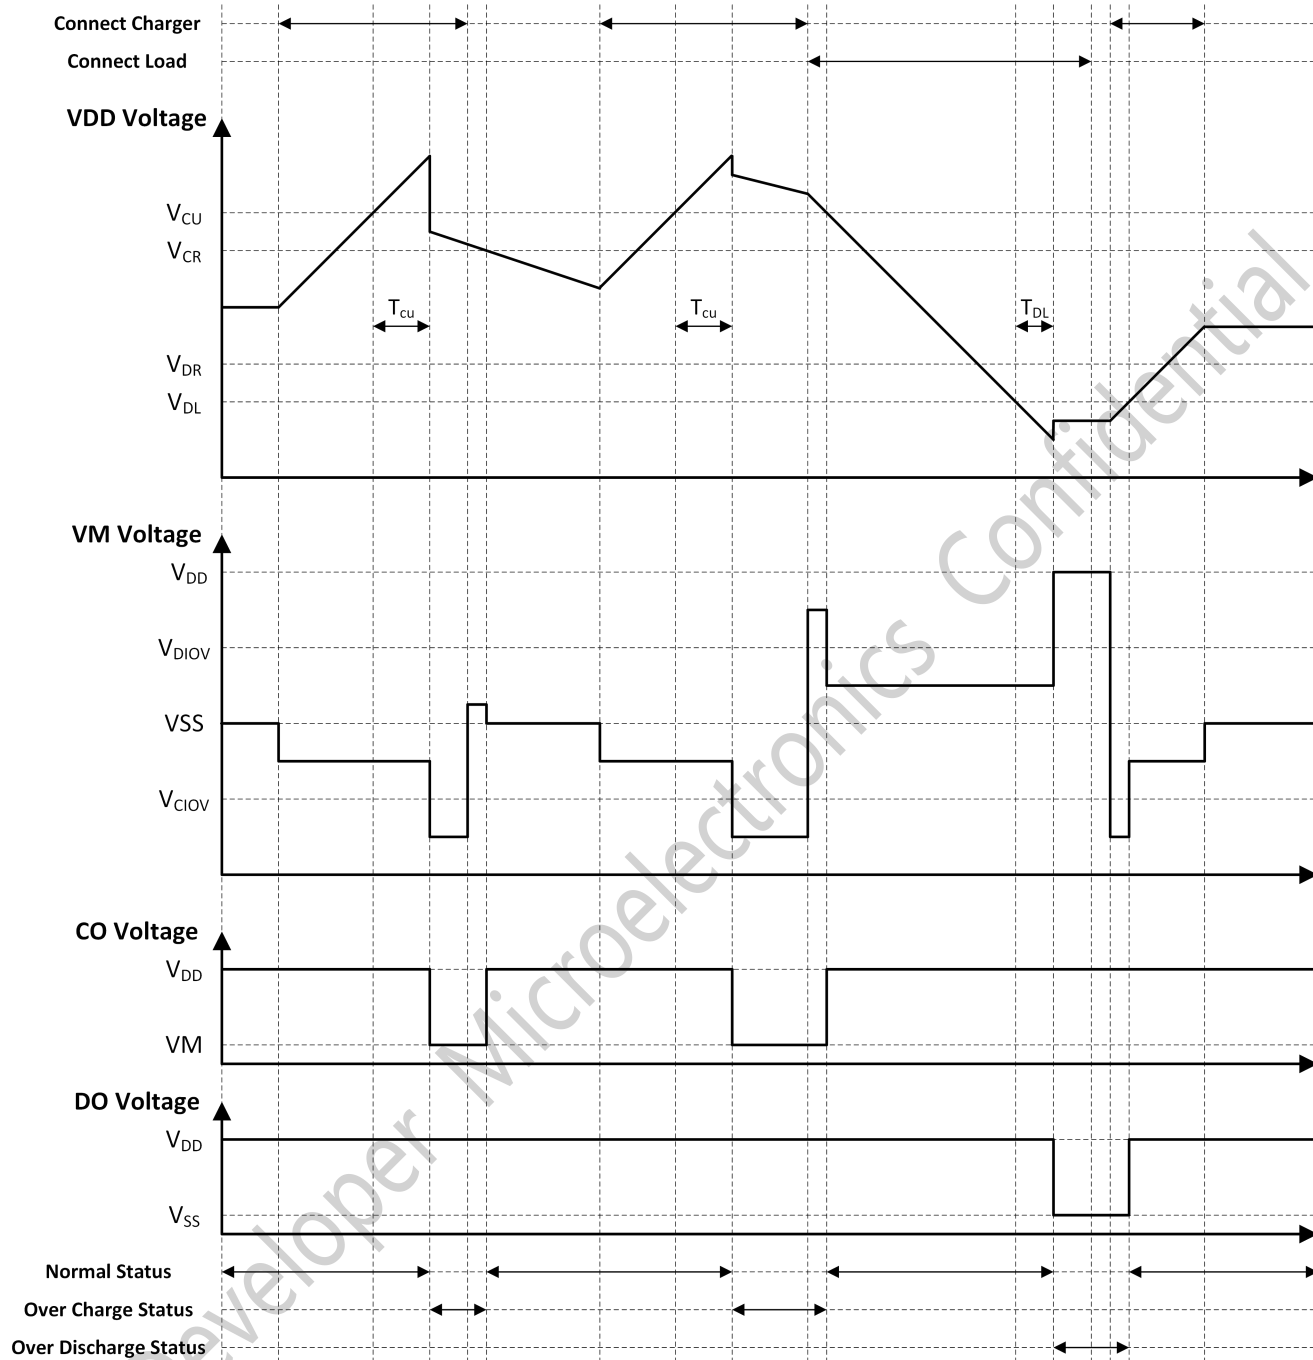 Connect Charger
Connect Load
VDD Voltage
VCU
VCR
Tcu
Tcu
TDL
VDR
VDL
VM Voltage
VDD
VDIOV
VSS
VCIOV
CO Voltage
VDD
VM
DO Voltage
VDD
VSS
Normal Status
Over Charge Status
Over Discharge Status
Developer Microelectronics Confidential